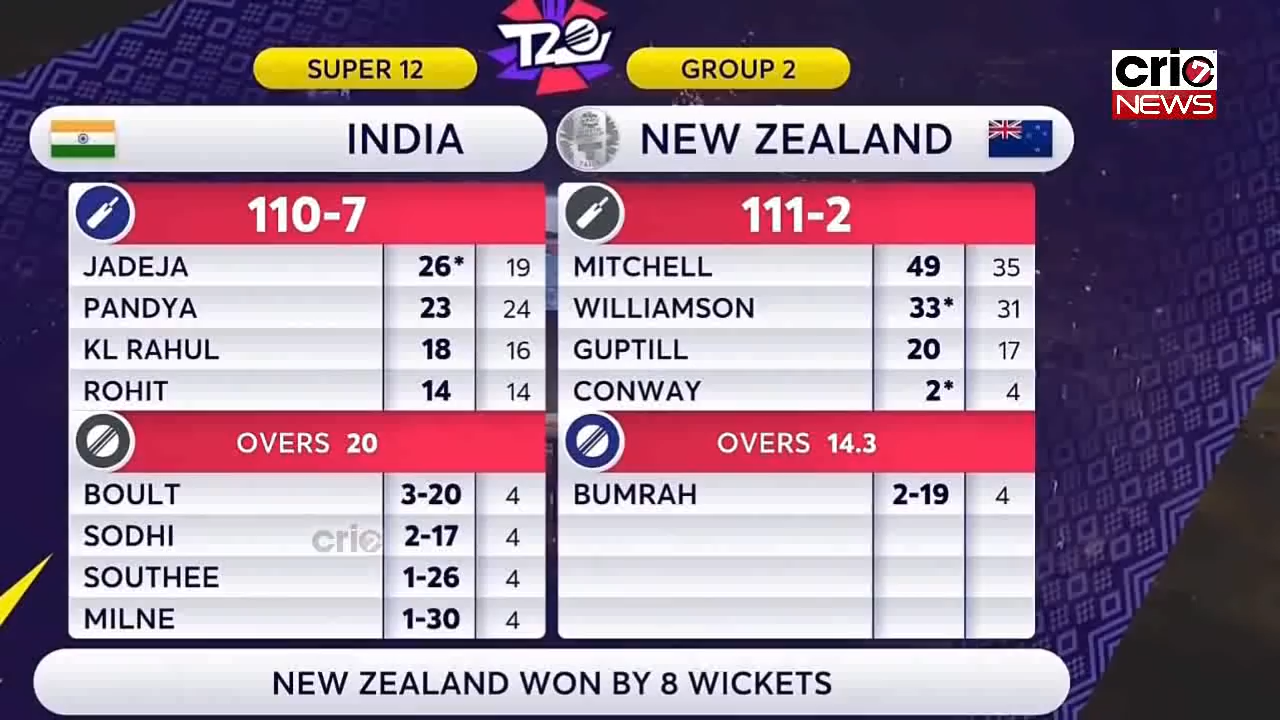 T20
SUPER 12
GROUP 2
cric7
NEWS
INDIA
NEW ZEALAND
110-7
111-2
JADEJA 26* 19
MITCHELL 49 35
PANDYA 23 24
WILLIAMSON 33* 31
KL RAHUL 18 16
GUPTILL 20 17
ROHIT 14 14
CONWAY 2* 4
OVERS 20
OVERS 14.3
BOULT 3-20 4
BUMRAH 2-19 4
SODHI 2-17 4
cric
SOUTHEE 1-26 4
MILNE 1-30 4
NEW ZEALAND WON BY 8 WICKETS